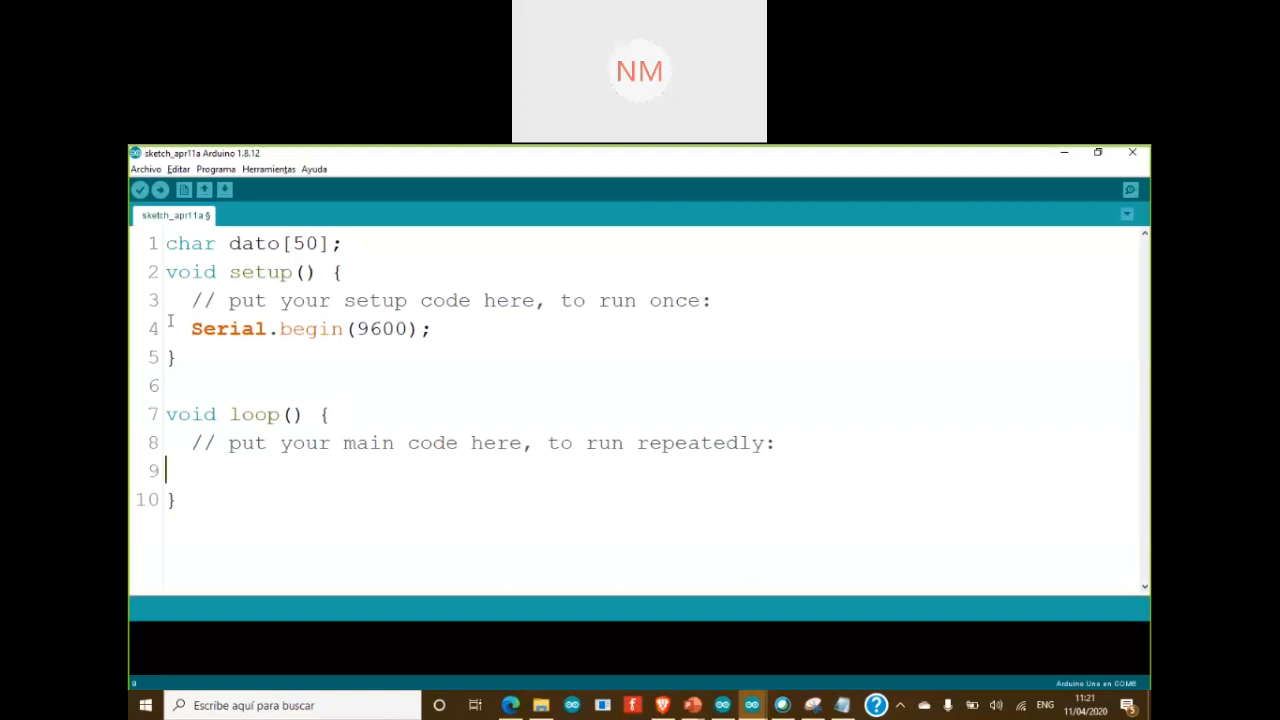 NM
sketch_apr11a Arduino 1.8.12
Archivo Editar Programa Herramientas Ayuda
sketch_apr11a §
1 char dato[50];
2 void setup() {
3 // put your setup code here, to run once:
4 Serial.begin(9600);
5 }
6
7 void loop() {
8 // put your main code here, to run repeatedly:
9
10 }
9
Arduino Uno en COM6
Escribe aquí para buscar
ENG
11:21
11/04/2020